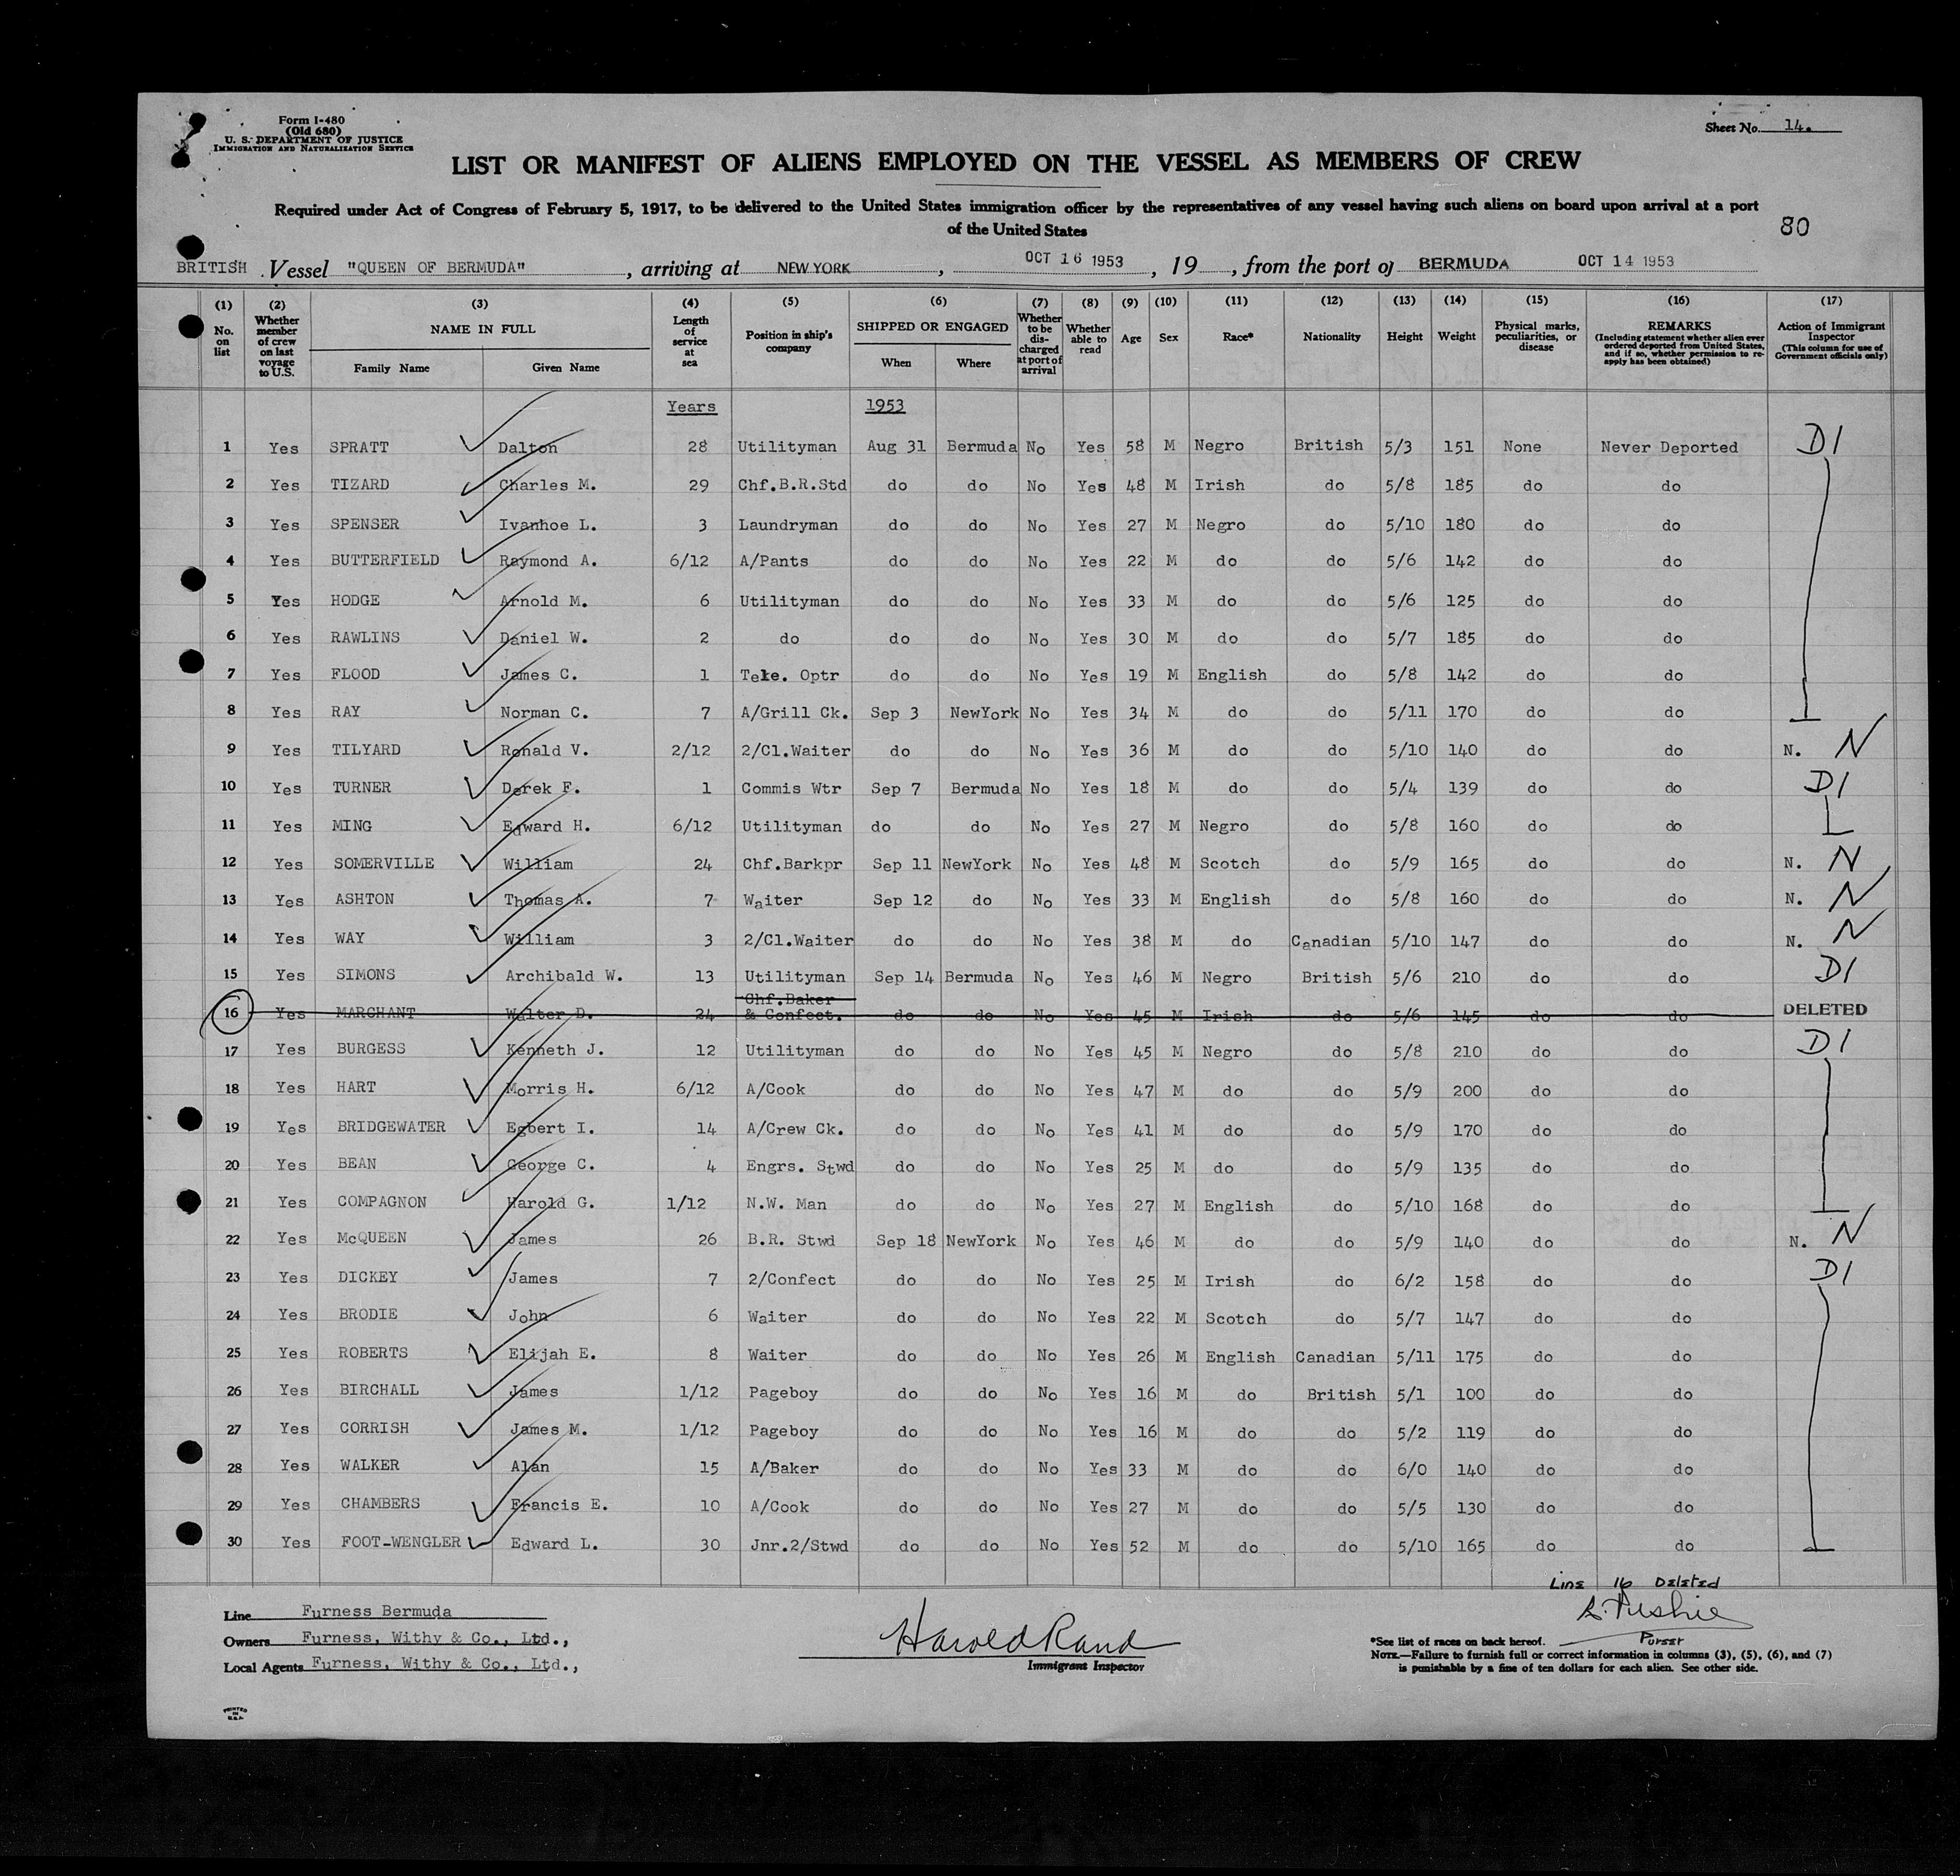 Form I-480
(Old 680)
U. S. DEPARTMENT OF JUSTICE
IMMIGRATION AND NATURALIZATION SERVICE
Sheet No. 14.
LIST OR MANIFEST OF ALIENS EMPLOYED ON THE VESSEL AS MEMBERS OF CREW
Required under Act of Congress of February 5, 1917, to be delivered to the United States immigration officer by the representatives of any vessel having such aliens on board upon arrival at a port
of the United States
80
BRITISH Vessel "QUEEN OF BERMUDA", arriving at NEW YORK, OCT 16 1953, 19, from the port of BERMUDA OCT 14 1953
(1) No. on list (2) Whether member of crew on last voyage to U.S. (3) NAME IN FULL Family Name Given Name (4) Length of service at sea (5) Position in ship's company (6) SHIPPED OR ENGAGED When Where (7) Whether to be discharged at port of arrival (8) Whether able to read (9) Age (10) Sex (11) Race* (12) Nationality (13) Height (14) Weight (15) Physical marks, peculiarities, or disease (16) REMARKS (Including statement whether alien ever ordered deported from United States, and if so, whether permission to re-apply has been obtained) (17) Action of Immigrant Inspector (This column for use of Government officials only)
Years 1953
1 Yes SPRATT Dalton 28 Utilityman Aug 31 Bermuda No Yes 58 M Negro British 5/3 151 None Never Deported D1
2 Yes TIZARD Charles M. 29 Chf.B.R.Std do do No Yes 48 M Irish do 5/8 185 do do
3 Yes SPENSER Ivanhoe L. 3 Laundryman do do No Yes 27 M Negro do 5/10 180 do do
4 Yes BUTTERFIELD Raymond A. 6/12 A/Pants do do No Yes 22 M do do 5/6 142 do do
5 Yes HODGE Arnold M. 6 Utilityman do do No Yes 33 M do do 5/6 125 do do
6 Yes RAWLINS Daniel W. 2 do do do No Yes 30 M do do 5/7 185 do do
7 Yes FLOOD James C. 1 Tele. Optr do do No Yes 19 M English do 5/8 142 do do
8 Yes RAY Norman C. 7 A/Grill Ck. Sep 3 NewYork No Yes 34 M do do 5/11 170 do do
9 Yes TILYARD Ronald V. 2/12 2/Cl.Waiter do do No Yes 36 M do do 5/10 140 do do N. N
10 Yes TURNER Derek F. 1 Commis Wtr Sep 7 Bermuda No Yes 18 M do do 5/4 139 do do D1
11 Yes MING Edward H. 6/12 Utilityman do do No Yes 27 M Negro do 5/8 160 do do
12 Yes SOMERVILLE William 24 Chf.Barkpr Sep 11 NewYork No Yes 48 M Scotch do 5/9 165 do do N. N
13 Yes ASHTON Thomas A. 7 Waiter Sep 12 do No Yes 33 M English do 5/8 160 do do N. N
14 Yes WAY William 3 2/Cl.Waiter do do No Yes 38 M do Canadian 5/10 147 do do N. N
15 Yes SIMONS Archibald W. 13 Utilityman Sep 14 Bermuda No Yes 46 M Negro British 5/6 210 do do D1
16 Yes MARCHANT Walter D. 24 Chf.Baker & Confect. do do No Yes 45 M Irish do 5/6 145 do do DELETED
17 Yes BURGESS Kenneth J. 12 Utilityman do do No Yes 45 M Negro do 5/8 210 do do D1
18 Yes HART Morris H. 6/12 A/Cook do do No Yes 47 M do do 5/9 200 do do
19 Yes BRIDGEWATER Egbert I. 14 A/Crew Ck. do do No Yes 41 M do do 5/9 170 do do
20 Yes BEAN George C. 4 Engrs. Stwd do do No Yes 25 M do do 5/9 135 do do
21 Yes COMPAGNON Harold G. 1/12 N.W. Man do do No Yes 27 M English do 5/10 168 do do
22 Yes McQUEEN James 26 B.R. Stwd Sep 18 NewYork No Yes 46 M do do 5/9 140 do do N. N
23 Yes DICKEY James 7 2/Confect do do No Yes 25 M Irish do 6/2 158 do do D1
24 Yes BRODIE John 6 Waiter do do No Yes 22 M Scotch do 5/7 147 do do
25 Yes ROBERTS Elijah E. 8 Waiter do do No Yes 26 M English Canadian 5/11 175 do do
26 Yes BIRCHALL James 1/12 Pageboy do do No Yes 16 M do British 5/1 100 do do
27 Yes CORRISH James M. 1/12 Pageboy do do No Yes 16 M do do 5/2 119 do do
28 Yes WALKER Alan 15 A/Baker do do No Yes 33 M do do 6/0 140 do do
29 Yes CHAMBERS Francis E. 10 A/Cook do do No Yes 27 M do do 5/5 130 do do
30 Yes FOOT-WENGLER Edward L. 30 Jnr.2/Stwd do do No Yes 52 M do do 5/10 165 do do
Line 16 Deleted
Line Furness Bermuda
Owners Furness, Withy & Co., Ltd.,
Local Agents Furness, Withy & Co., Ltd.,
Harold Rand
Immigrant Inspector
Purser
*See list of races on back hereof.
NOTE.—Failure to furnish full or correct information in columns (3), (5), (6), and (7)
is punishable by a fine of ten dollars for each alien. See other side.
PRINTED
IN
U.S.A.